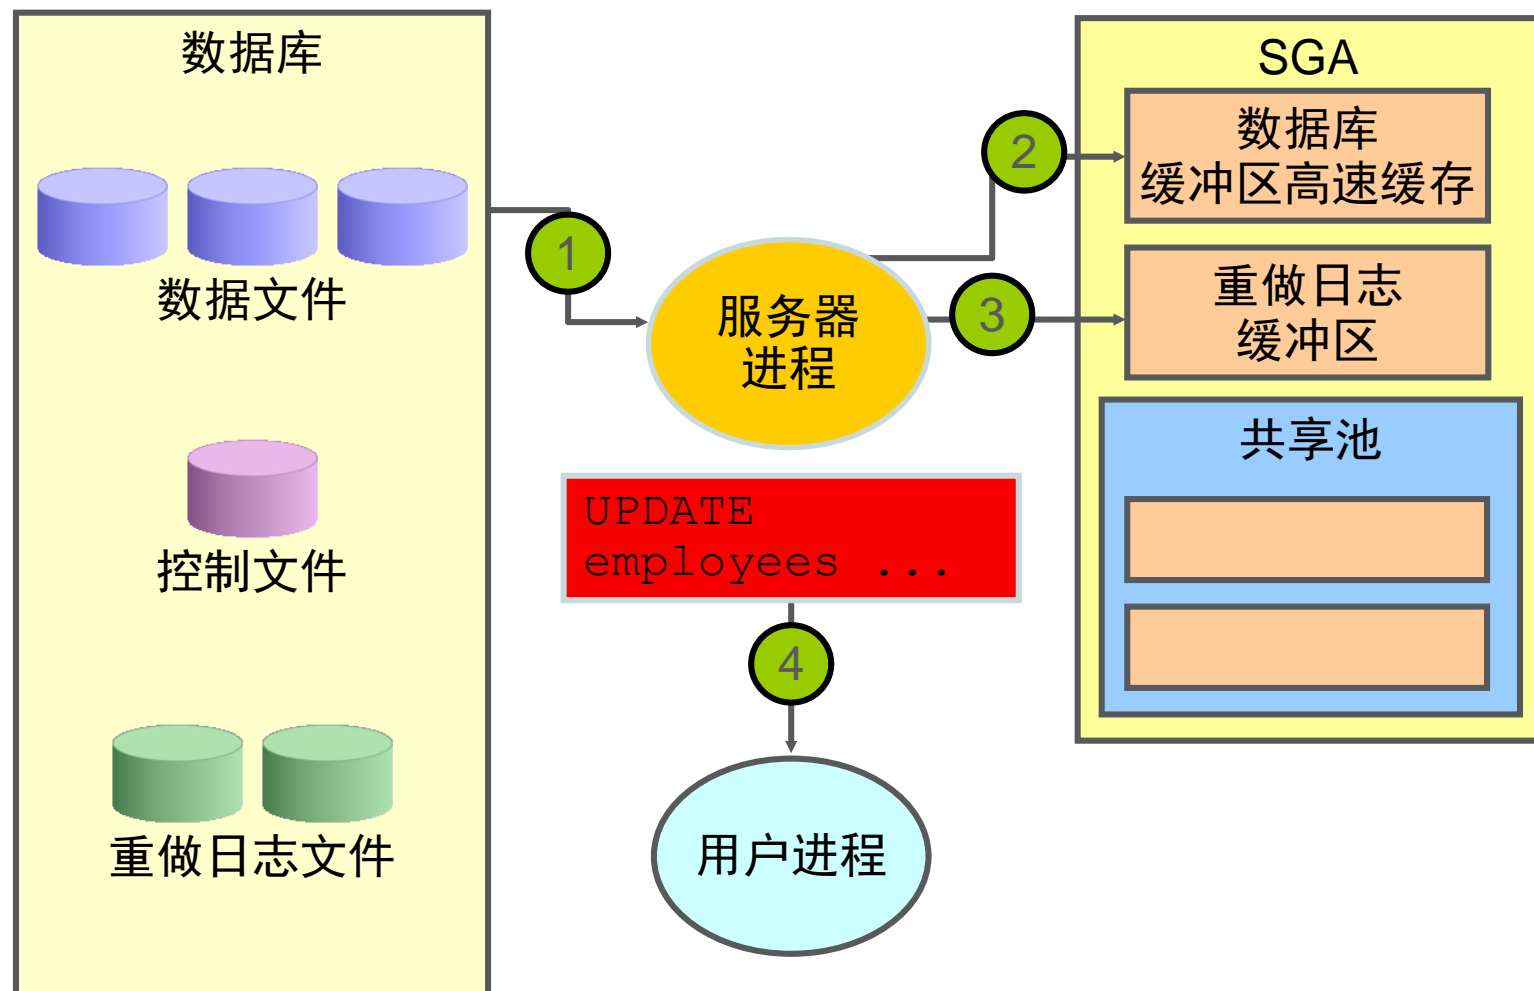 数据库
数据文件
控制文件
重做日志文件
1
服务器
进程
2
3
UPDATE
employees ...
4
用户进程
SGA
数据库
缓冲区高速缓存
重做日志
缓冲区
共享池